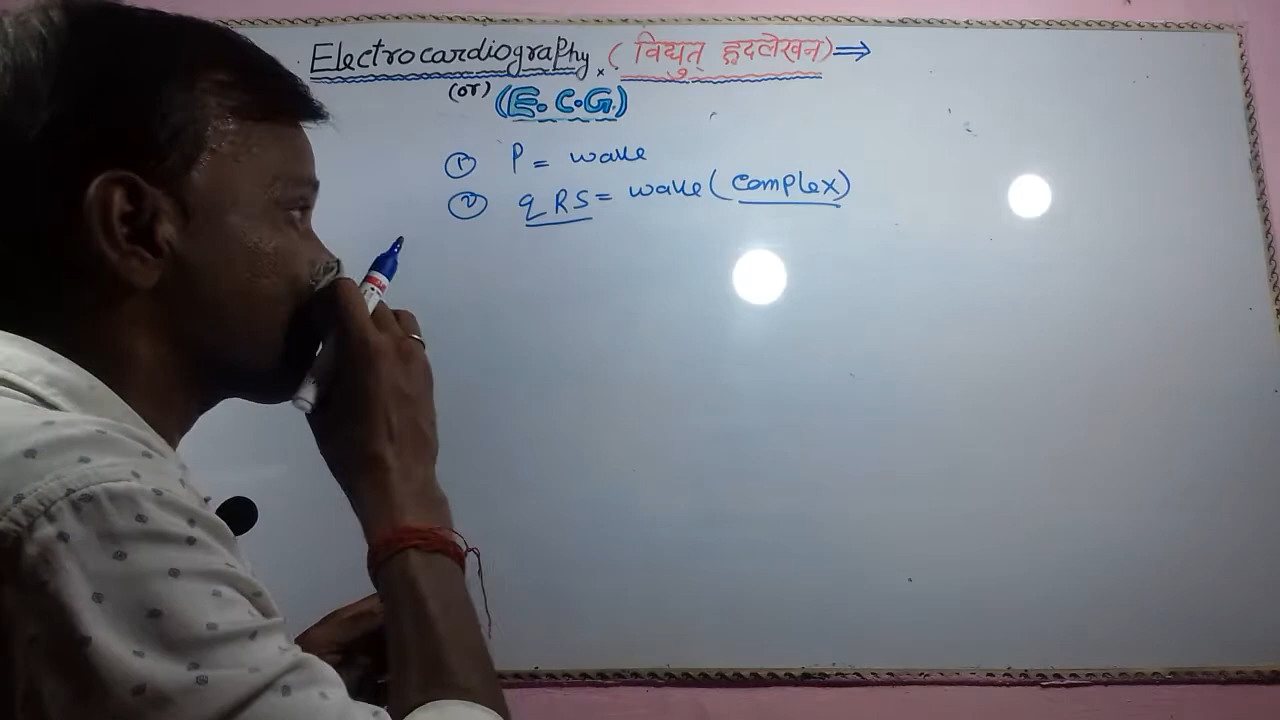 Electrocardiography (विद्युत् हृदलेखन) ⇒
(or) (E.C.G.)
① P = wave
② qRS = wave (complex)